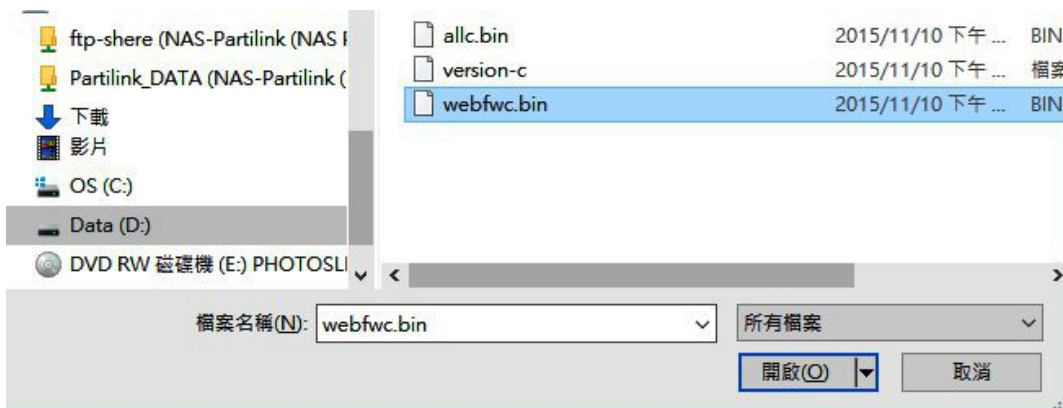 ftp-shere (NAS-Partilink (NAS
Partilink_DATA (NAS-Partilink (
下載
影片
OS (C:)
Data (D:)
DVD RW 磁碟機 (E:) PHOTOSL
allc.bin 2015/11/10 下午 ... BIN
version-c 2015/11/10 下午 ... 檔案
webfwc.bin 2015/11/10 下午 ... BIN
檔案名稱(N): webfwc.bin 所有檔案
開啟(O) 取消